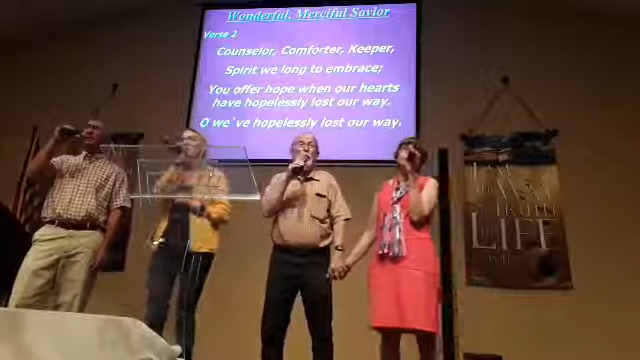 Wonderful, Merciful Savior
Verse 2
Counselor, Comforter, Keeper,
Spirit we long to embrace;
You offer hope when our hearts
have hopelessly lost our way.
O we've hopelessly lost our way.
WAY
LIFE